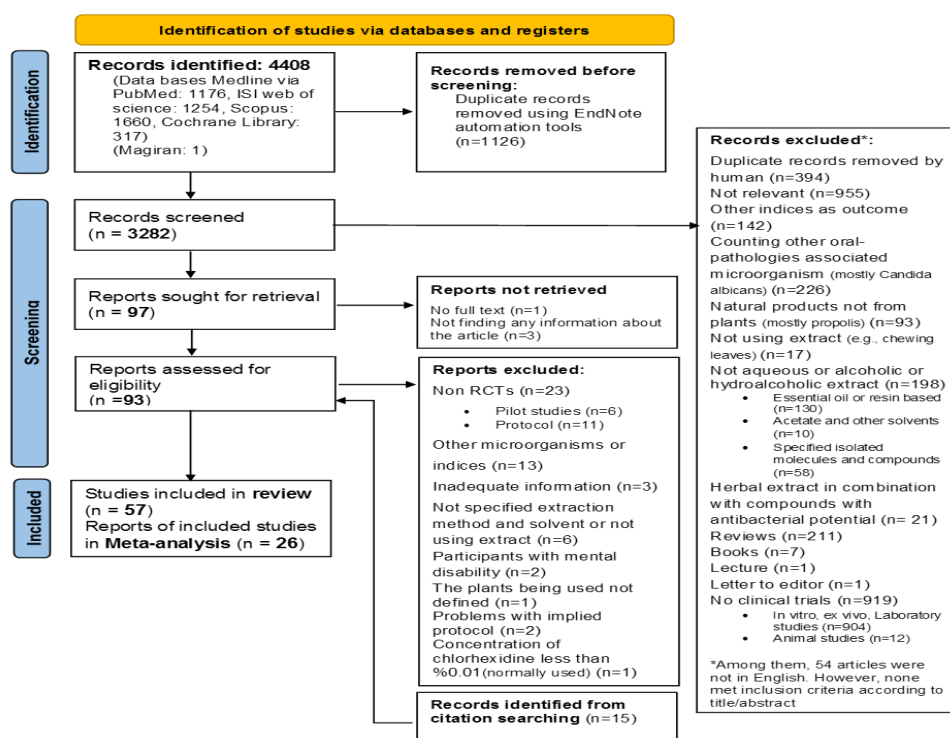 Identification of studies via databases and registers
Identification
Records identified: 4408
(Data bases Medline via
PubMed: 1176, ISI web of
science: 1254, Scopus:
1660, Cochrane Library:
317)
(Magiran: 1)
Records removed before
screening:
Duplicate records
removed using EndNote
automation tools
(n=1126)
Records excluded*:
Duplicate records removed by
human (n=394)
Not relevant (n=955)
Other indices as outcome
(n=142)
Counting other oral-
pathologies associated
microorganism (mostly Candida
albicans) (n=226)
Natural products not from
plants (mostly propolis) (n=93)
Not using extract (e.g., chewing
leaves) (n=17)
Not aqueous or alcoholic or
hydroalcoholic extract (n=198)
• Essential oil or resin based
(n=130)
• Acetate and other solvents
(n=10)
• Specified isolated
molecules and compounds
(n=58)
Herbal extract in combination
with compounds with
antibacterial potential (n= 21)
Reviews (n=211)
Books (n=7)
Lecture (n=1)
Letter to editor (n=1)
No clinical trials (n=919)
• In vitro, ex vivo, Laboratory
studies (n=904)
• Animal studies (n=12)
*Among them, 54 articles were
not in English. However, none
met inclusion criteria according to
title/abstract
Screening
Records screened
(n = 3282)
Reports sought for retrieval
(n = 97)
Reports not retrieved
No full text (n=1)
Not finding any information about
the article (n=3)
Reports assessed for
eligibility
(n =93)
Reports excluded:
Non RCTs (n=23)
• Pilot studies (n=6)
• Protocol (n=11)
Other microorganisms or
indices (n=13)
Inadequate information (n=3)
Not specified extraction
method and solvent or not
using extract (n=6)
Participants with mental
disability (n=2)
The plants being used not
defined (n=1)
Problems with implied
protocol (n=2)
Concentration of
chlorhexidine less than
%0.01(normally used) (n=1)
Included
Studies included in review
(n = 57)
Reports of included studies
in Meta-analysis (n = 26)
Records identified from
citation searching (n=15)